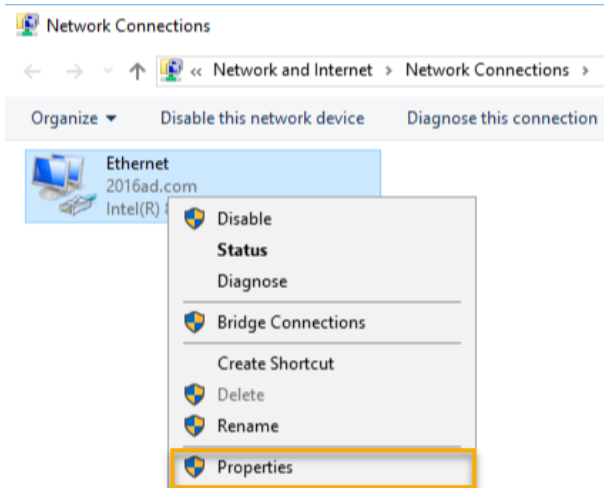 Network Connections
« Network and Internet > Network Connections >
Organize Disable this network device Diagnose this connection
Ethernet
2016ad.com
Intel(R)
Disable
Status
Diagnose
Bridge Connections
Create Shortcut
Delete
Rename
Properties